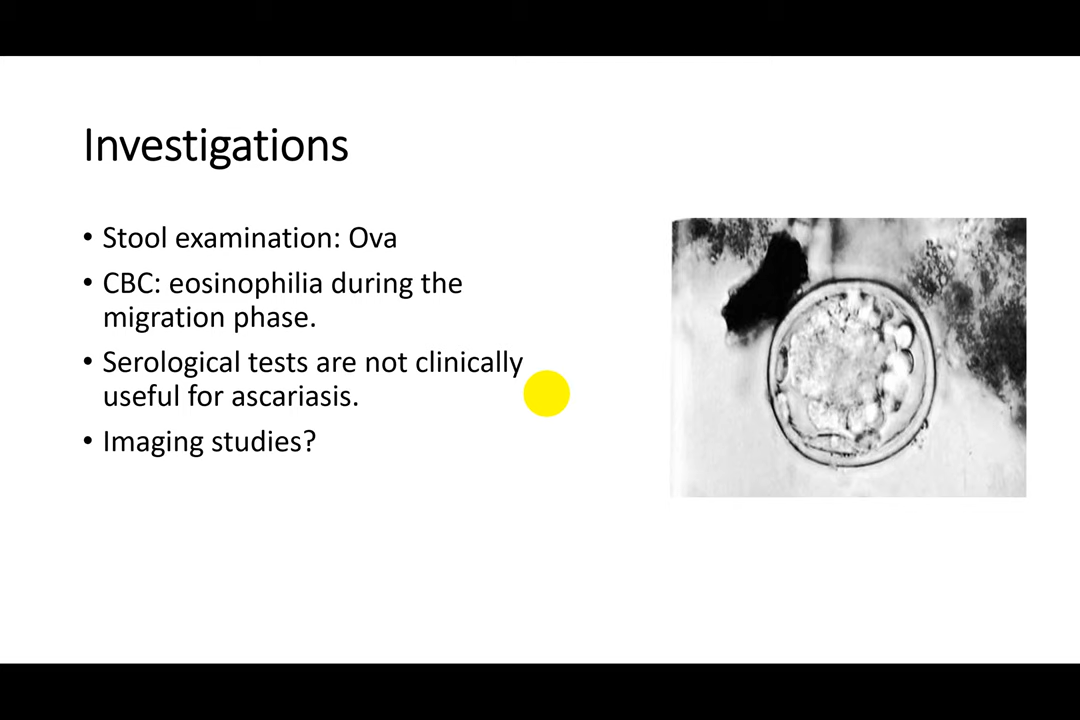 Investigations
• Stool examination: Ova
• CBC: eosinophilia during the
migration phase.
• Serological tests are not clinically
useful for ascariasis.
• Imaging studies?